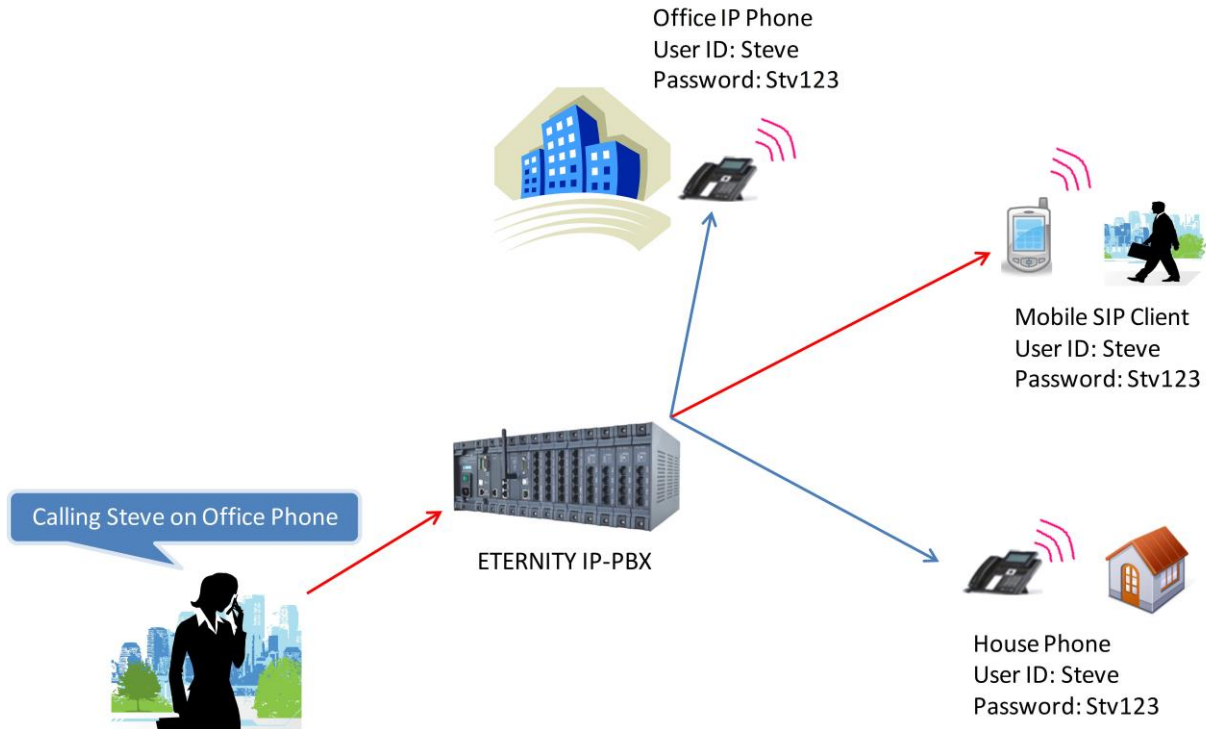 Office IP Phone
User ID: Steve
Password: Stv123
Mobile SIP Client
User ID: Steve
Password: Stv123
Calling Steve on Office Phone
ETERNITY IP-PBX
House Phone
User ID: Steve
Password: Stv123